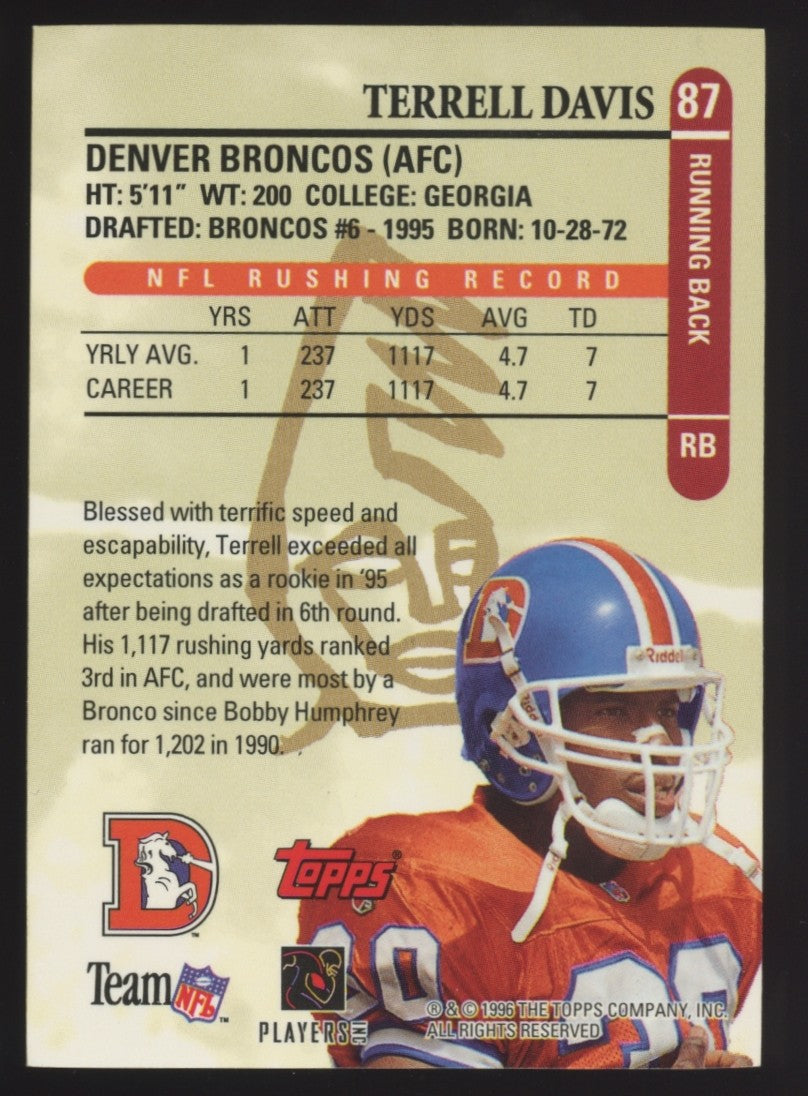 TERRELL DAVIS
87
RUNNING BACK
RB
DENVER BRONCOS (AFC)
HT: 5'11" WT: 200 COLLEGE: GEORGIA
DRAFTED: BRONCOS #6 - 1995 BORN: 10-28-72
NFL RUSHING RECORD
YRS ATT YDS AVG TD
YRLY AVG. 1 237 1117 4.7 7
CAREER 1 237 1117 4.7 7
Blessed with terrific speed and
escapability, Terrell exceeded all
expectations as a rookie in '95
after being drafted in 6th round.
His 1,117 rushing yards ranked
3rd in AFC, and were most by a
Bronco since Bobby Humphrey
ran for 1,202 in 1990.
Riddell
D
™
Topps®
Team NFL™
PLAYERS INC
30
® & © 1996 THE TOPPS COMPANY, INC.
ALL RIGHTS RESERVED